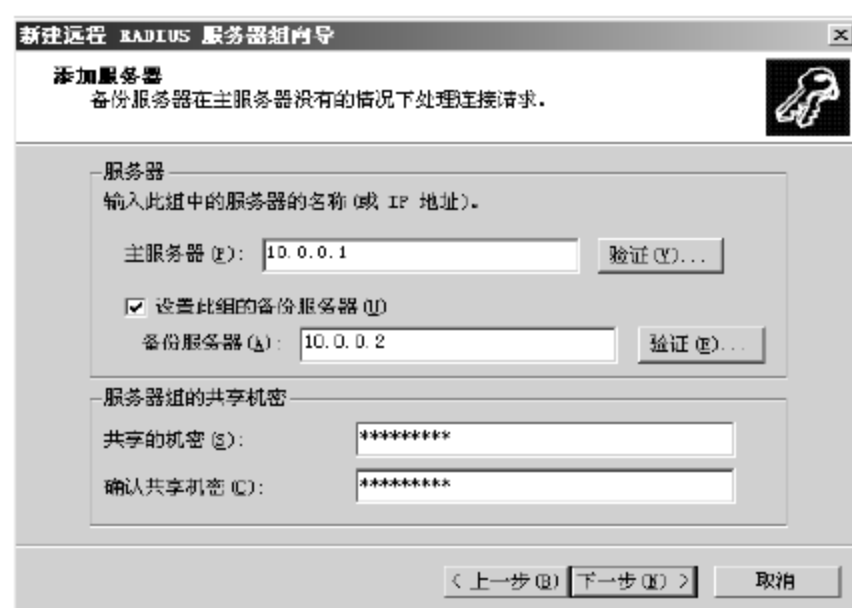 新建远程 RADIUS 服务器组向导
添加服务器
备份服务器在主服务器没有的情况下处理连接请求。
服务器
输入此组中的服务器的名称(或 IP 地址)。
主服务器(P): 10.0.0.1 验证(Y)...
设置此组的备份服务器(U)
备份服务器(A): 10.0.0.2 验证(E)...
服务器组的共享机密
共享的机密(S): *********
确认共享机密(C): *********
< 上一步(B) 下一步(N) > 取消